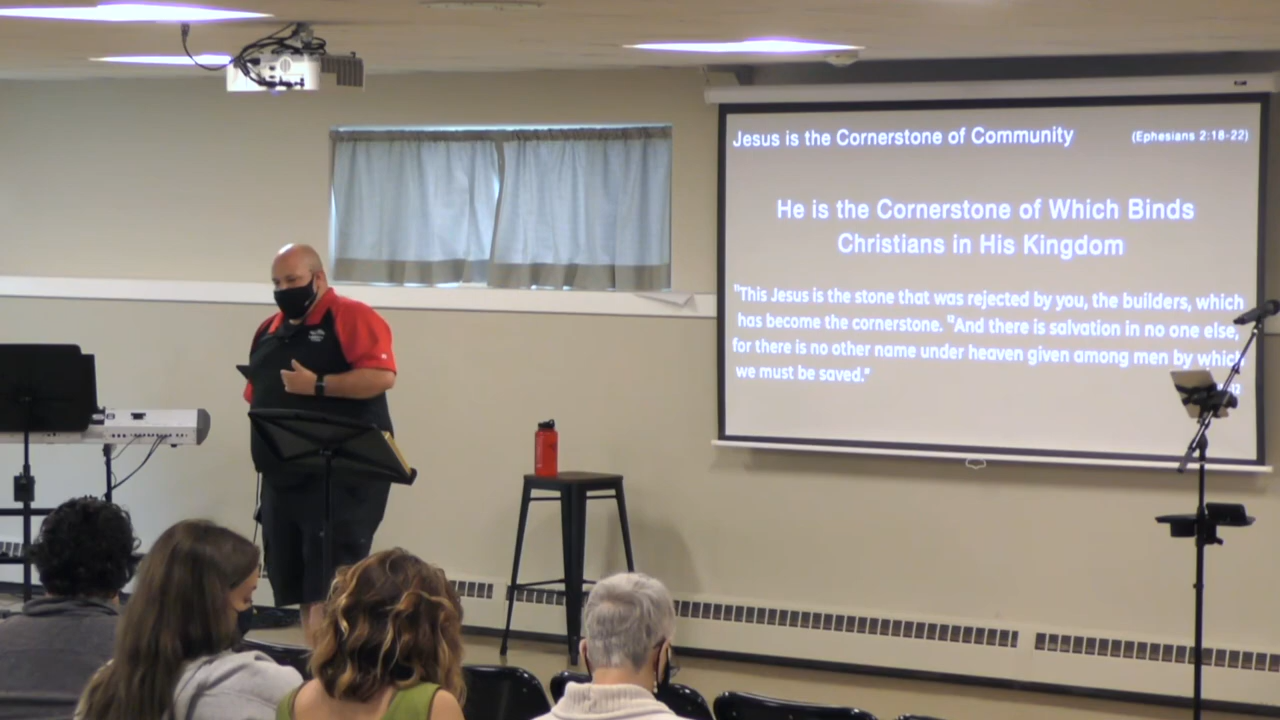 Jesus is the Cornerstone of Community (Ephesians 2:18-22)
He is the Cornerstone of Which Binds
Christians in His Kingdom
"¹¹This Jesus is the stone that was rejected by you, the builders, which
has become the cornerstone. ¹²And there is salvation in no one else,
for there is no other name under heaven given among men by which
we must be saved."